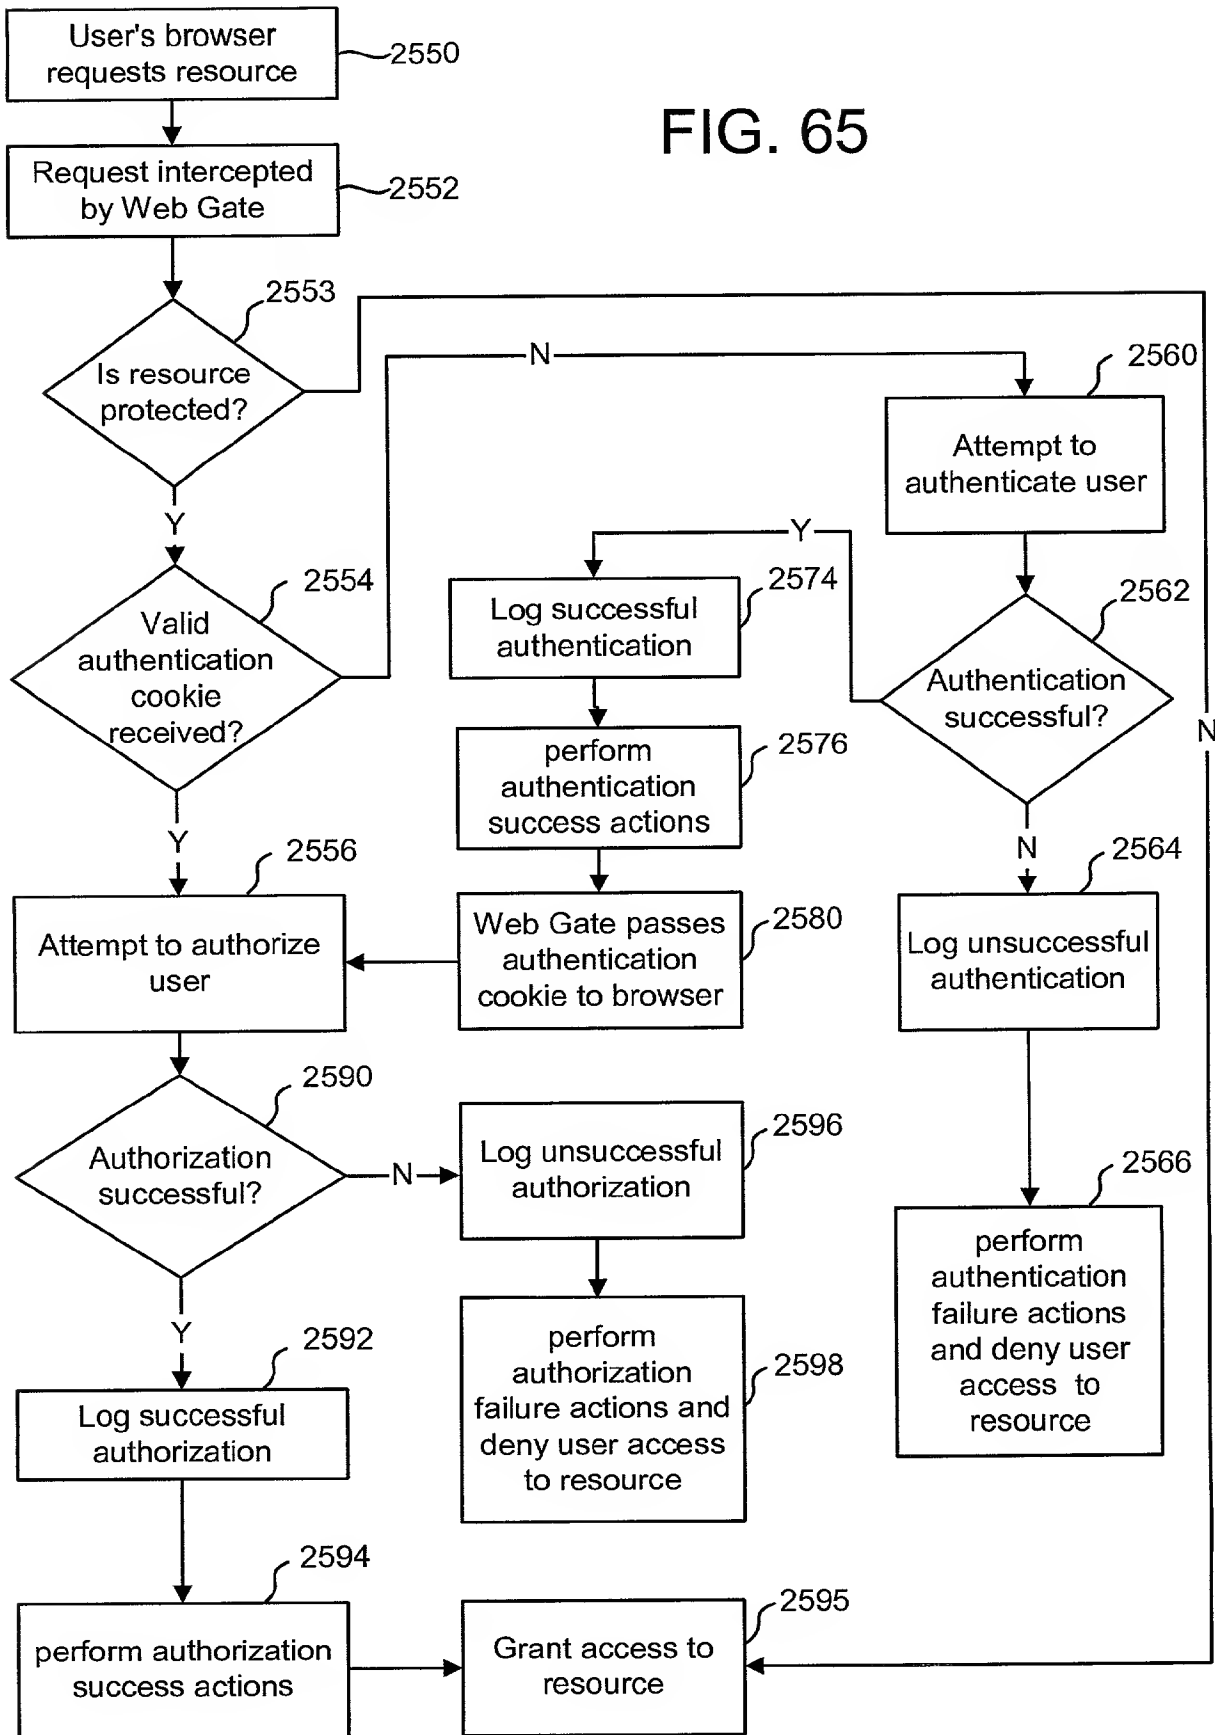 User's browser
requests resource
2550
FIG. 65
Request intercepted
by Web Gate
2552
2553
Is resource
protected?
N
2560
Attempt to
authenticate user
Y
Y
2554
Valid
authentication
cookie
received?
2574
Log successful
authentication
2562
Authentication
successful?
N
2576
perform
authentication
success actions
Y
N
2556
Attempt to authorize
user
2580
Web Gate passes
authentication
cookie to browser
2564
Log unsuccessful
authentication
2590
Authorization
successful?
N
2596
Log unsuccessful
authorization
2566
perform
authentication
failure actions
and deny user
access to
resource
Y
2592
Log successful
authorization
2598
perform
authorization
failure actions and
deny user access
to resource
2594
perform authorization
success actions
2595
Grant access to
resource